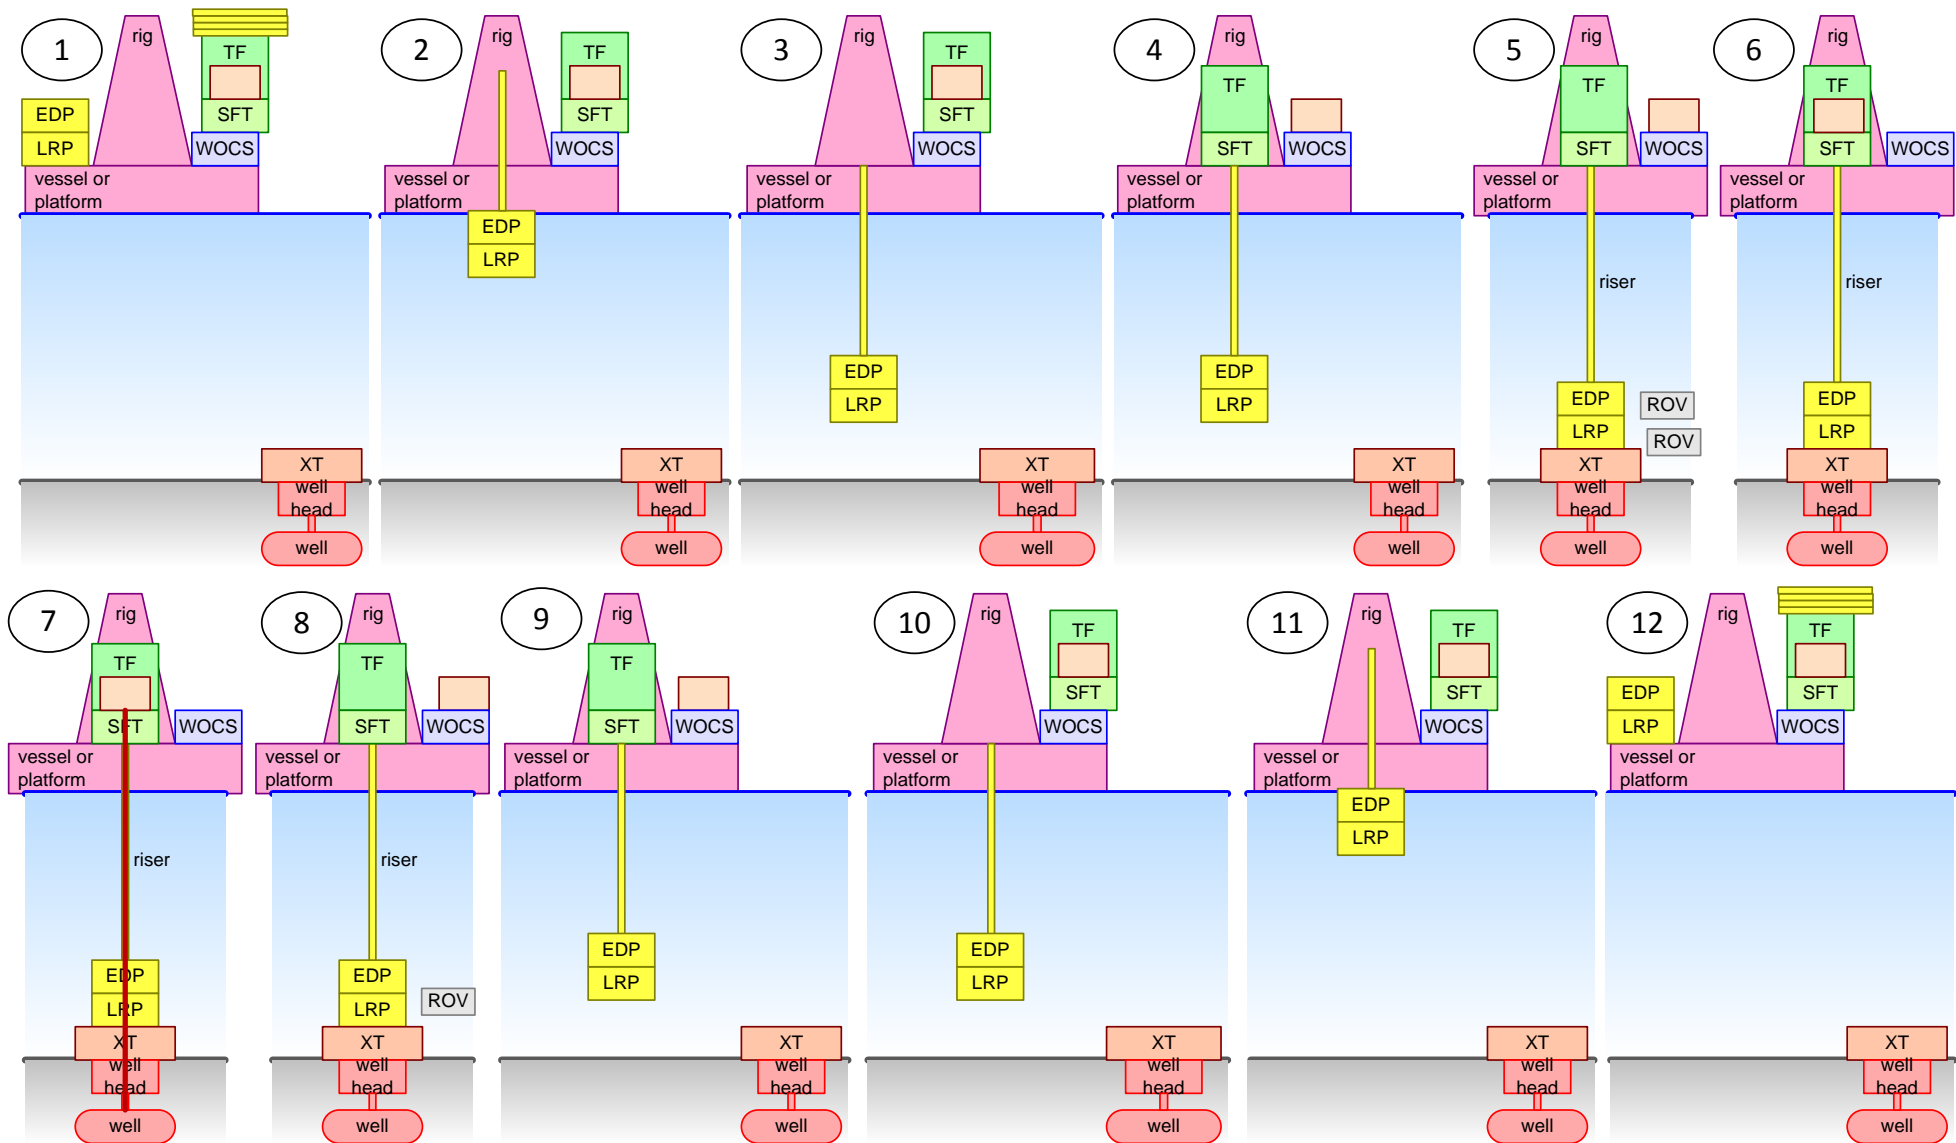 1
rig
TF
EDP
SFT
LRP
WOCS
vessel or
platform
XT
well
head
well
2
rig
TF
SFT
WOCS
vessel or
platform
EDP
LRP
XT
well
head
well
3
rig
TF
SFT
WOCS
vessel or
platform
EDP
LRP
XT
well
head
well
4
rig
TF
SFT
WOCS
vessel or
platform
EDP
LRP
XT
well
head
well
5
rig
TF
SFT
WOCS
vessel or
platform
riser
EDP
ROV
LRP
ROV
XT
well
head
well
6
rig
TF
SFT
WOCS
vessel or
platform
riser
EDP
LRP
XT
well
head
well
7
rig
TF
SFT
WOCS
vessel or
platform
riser
EDP
LRP
XT
well
head
well
8
rig
TF
SFT
WOCS
vessel or
platform
riser
EDP
LRP
ROV
XT
well
head
well
9
rig
TF
SFT
WOCS
vessel or
platform
EDP
LRP
XT
well
head
well
10
rig
TF
SFT
WOCS
vessel or
platform
EDP
LRP
XT
well
head
well
11
rig
TF
SFT
WOCS
vessel or
platform
EDP
LRP
XT
well
head
well
12
rig
TF
EDP
SFT
LRP
WOCS
vessel or
platform
XT
well
head
well